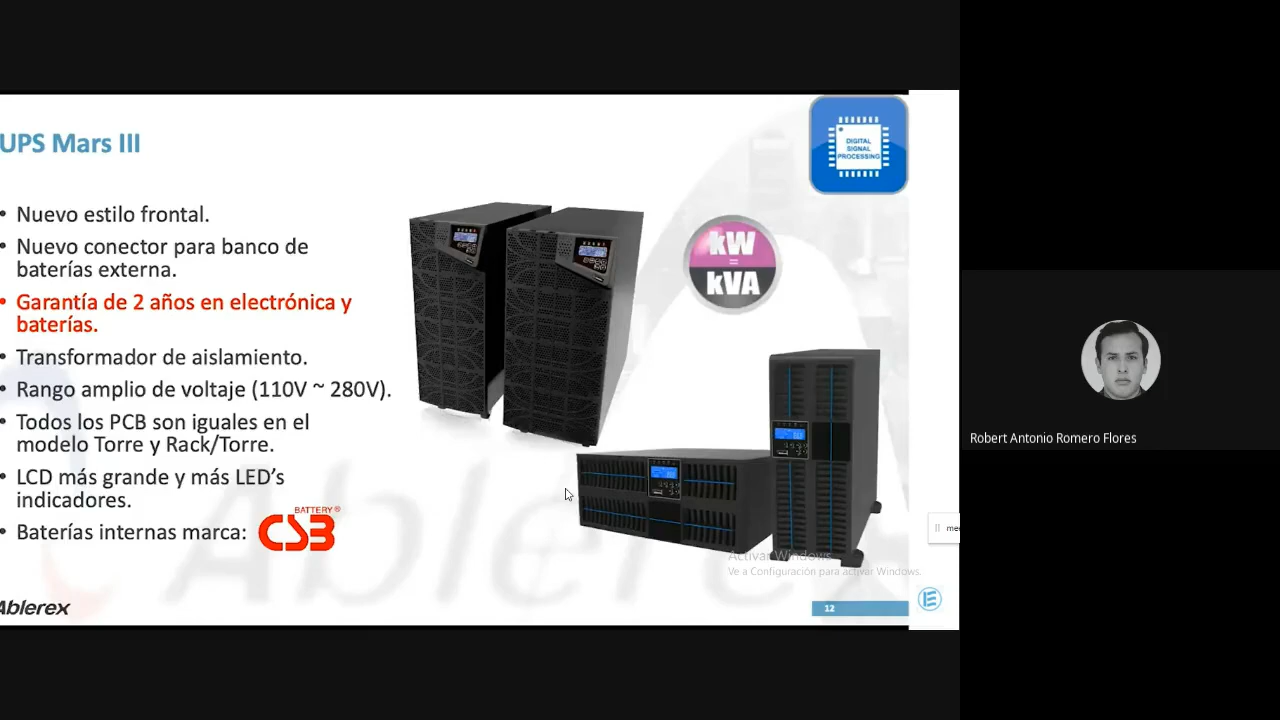 UPS Mars III
DIGITAL
SIGNAL
PROCESSING
• Nuevo estilo frontal.
• Nuevo conector para banco de
baterías externa.
• Garantía de 2 años en electrónica y
baterías.
• Transformador de aislamiento.
• Rango amplio de voltaje (110V ~ 280V).
• Todos los PCB son iguales en el
modelo Torre y Rack/Torre.
• LCD más grande y más LED’s
indicadores.
• Baterías internas marca:
BATTERY®
CSB
kW
=
kVA
Activar Windows
Ve a Configuración para activar Windows.
Ablerex
12
Robert Antonio Romero Flores